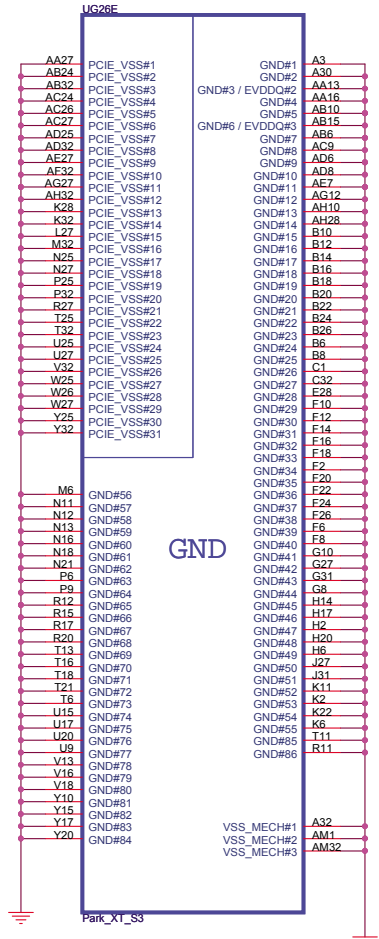 UG26E
AA27 PCIE_VSS#1
AB24 PCIE_VSS#2
AB32 PCIE_VSS#3
AC24 PCIE_VSS#4
AC26 PCIE_VSS#5
AC27 PCIE_VSS#6
AD25 PCIE_VSS#7
AD32 PCIE_VSS#8
AE27 PCIE_VSS#9
AF32 PCIE_VSS#10
AG27 PCIE_VSS#11
AH32 PCIE_VSS#12
K28 PCIE_VSS#13
K32 PCIE_VSS#14
L27 PCIE_VSS#15
M32 PCIE_VSS#16
N25 PCIE_VSS#17
N27 PCIE_VSS#18
P25 PCIE_VSS#19
P32 PCIE_VSS#20
R27 PCIE_VSS#21
T25 PCIE_VSS#22
T32 PCIE_VSS#23
U25 PCIE_VSS#24
U27 PCIE_VSS#25
V32 PCIE_VSS#26
W25 PCIE_VSS#27
W26 PCIE_VSS#28
W27 PCIE_VSS#29
Y25 PCIE_VSS#30
Y32 PCIE_VSS#31
M6 GND#56
N11 GND#57
N12 GND#58
N13 GND#59
N16 GND#60
N18 GND#61
N21 GND#62
P6 GND#63
P9 GND#64
R12 GND#65
R15 GND#66
R17 GND#67
R20 GND#68
T13 GND#69
T16 GND#70
T18 GND#71
T21 GND#72
T6 GND#73
U15 GND#74
U17 GND#75
U20 GND#76
U9 GND#77
V13 GND#78
V16 GND#79
V18 GND#80
Y10 GND#81
Y15 GND#82
Y17 GND#83
Y20 GND#84
GND
GND#1 A3
GND#2 A30
GND#3 / EVDDQ#2 AA13
GND#4 AA16
GND#5 AB10
GND#6 / EVDDQ#3 AB15
GND#7 AB6
GND#8 AC9
GND#9 AD6
GND#10 AD8
GND#11 AE7
GND#12 AG12
GND#13 AH10
GND#14 AH28
GND#15 B10
GND#16 B12
GND#17 B14
GND#18 B16
GND#19 B18
GND#20 B20
GND#21 B22
GND#22 B24
GND#23 B26
GND#24 B6
GND#25 B8
GND#26 C1
GND#27 C32
GND#28 E28
GND#29 F10
GND#30 F12
GND#31 F14
GND#32 F16
GND#33 F18
GND#34 F2
GND#35 F20
GND#36 F22
GND#37 F24
GND#38 F26
GND#39 F6
GND#40 F8
GND#41 G10
GND#42 G27
GND#43 G31
GND#44 G8
GND#45 H14
GND#46 H17
GND#47 H2
GND#48 H20
GND#49 H6
GND#50 J27
GND#51 J31
GND#52 K11
GND#53 K2
GND#54 K22
GND#55 K6
GND#85 T11
GND#86 R11
VSS_MECH#1 A32
VSS_MECH#2 AM1
VSS_MECH#3 AM32
Park_XT_S3